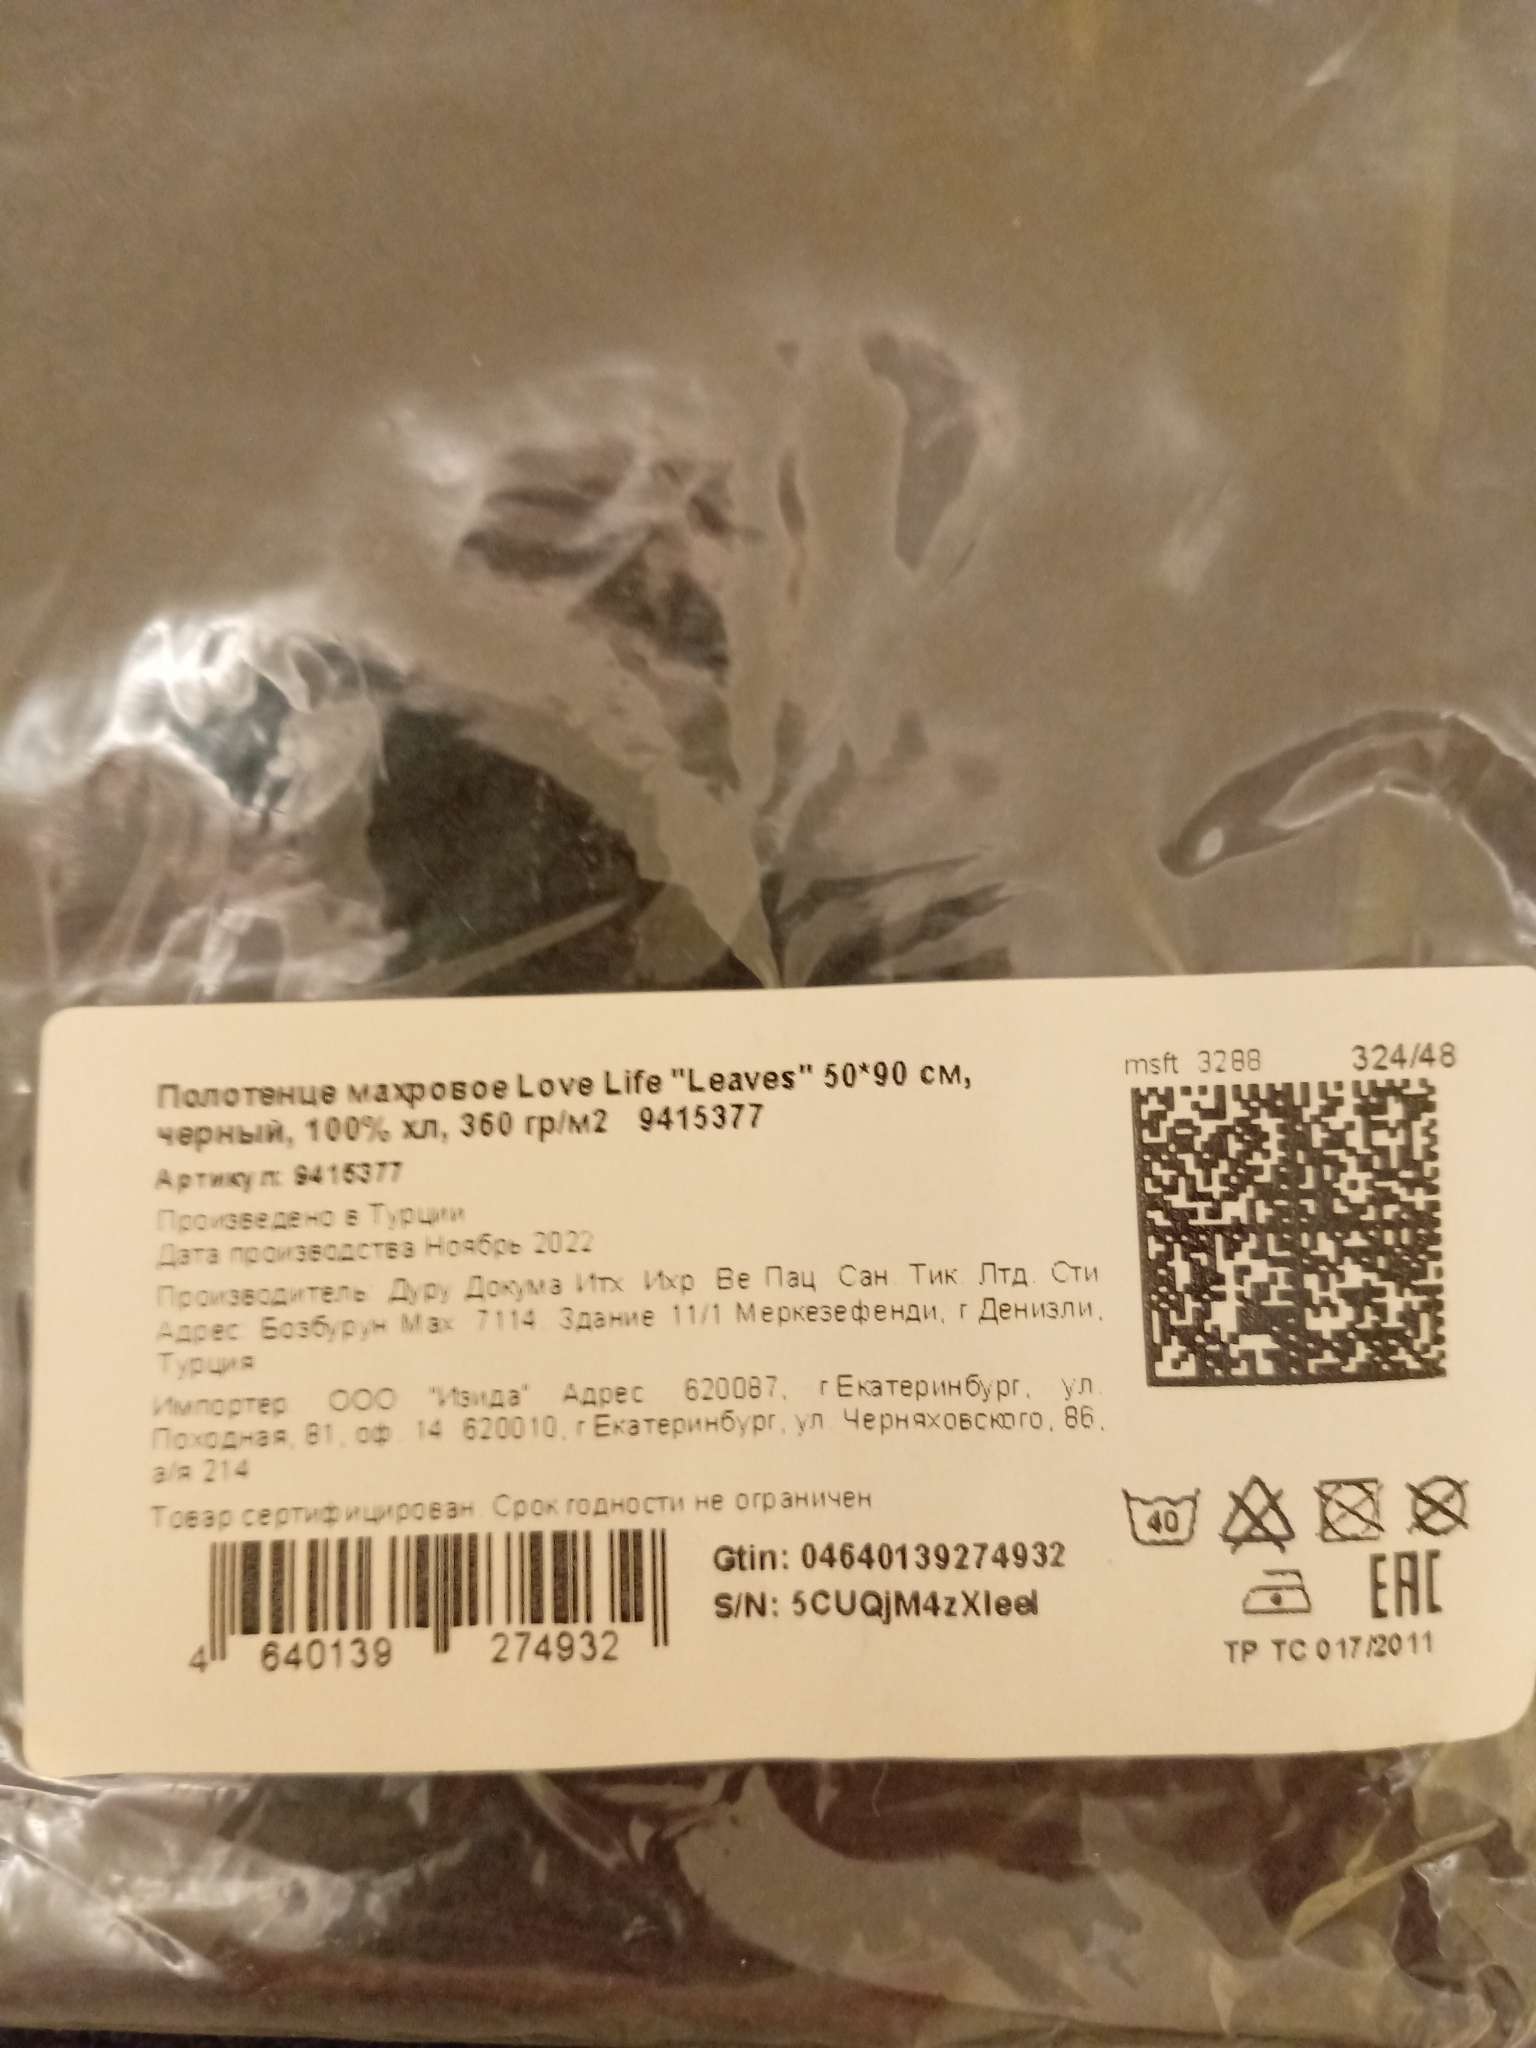 Полотенце махровое Love Life "Leaves" 50*90 см,
черный, 100% хл, 360 гр/м2 9415377
Артикул: 9415377
Произведено в Турции
Дата производства Ноябрь 2022
Производитель: Дуру Докума Итх. Ихр. Ве Пац. Сан. Тик. Лтд. Сти
Адрес: Бозбурун Мах. 7114. Здание 11/1 Меркезефенди, г.Денизли,
Турция
Импортер: ООО "Изида" Адрес: 620087, г.Екатеринбург, ул.
Походная, 81, оф. 14. 620010, г.Екатеринбург, ул. Черняховского, 86,
а/я 214
Товар сертифицирован. Срок годности не ограничен
4 640139 274932
Gtin: 04640139274932
S/N: 5CUQjM4zXIeel
msft 3288 324/48
40
EAC
ТР ТС 017/2011